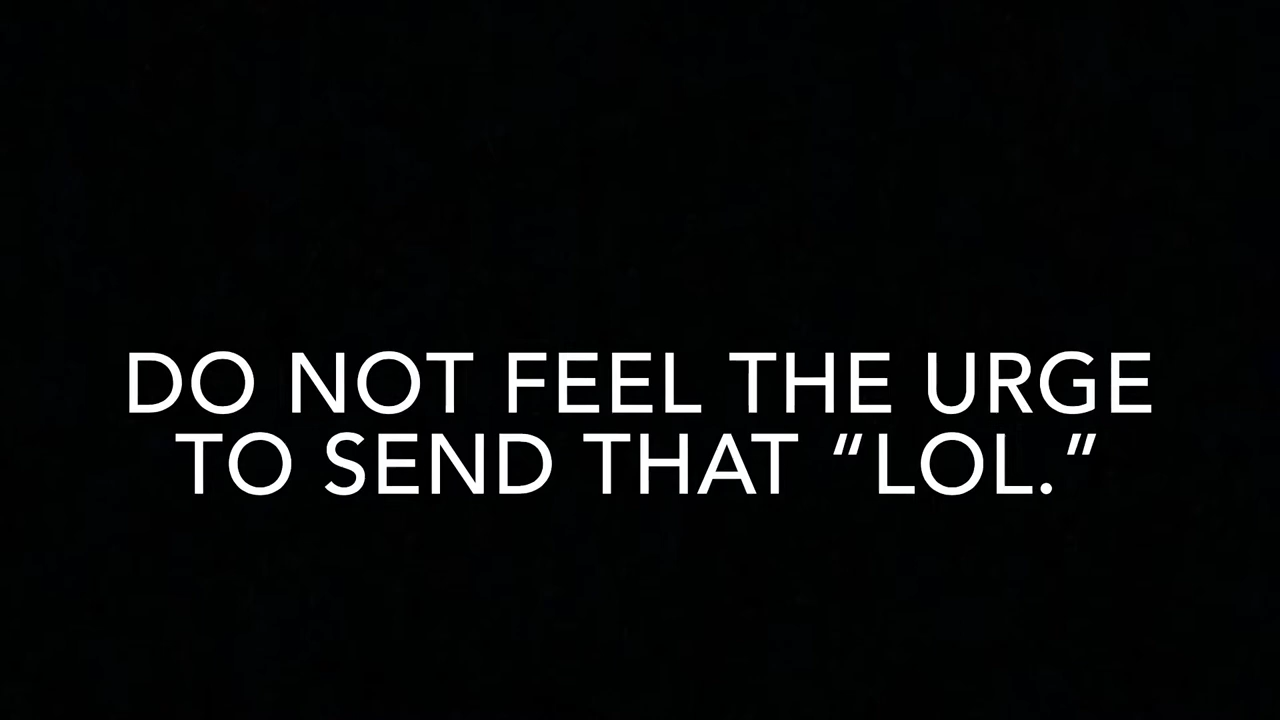 DO NOT FEEL THE URGE
TO SEND THAT “LOL.”